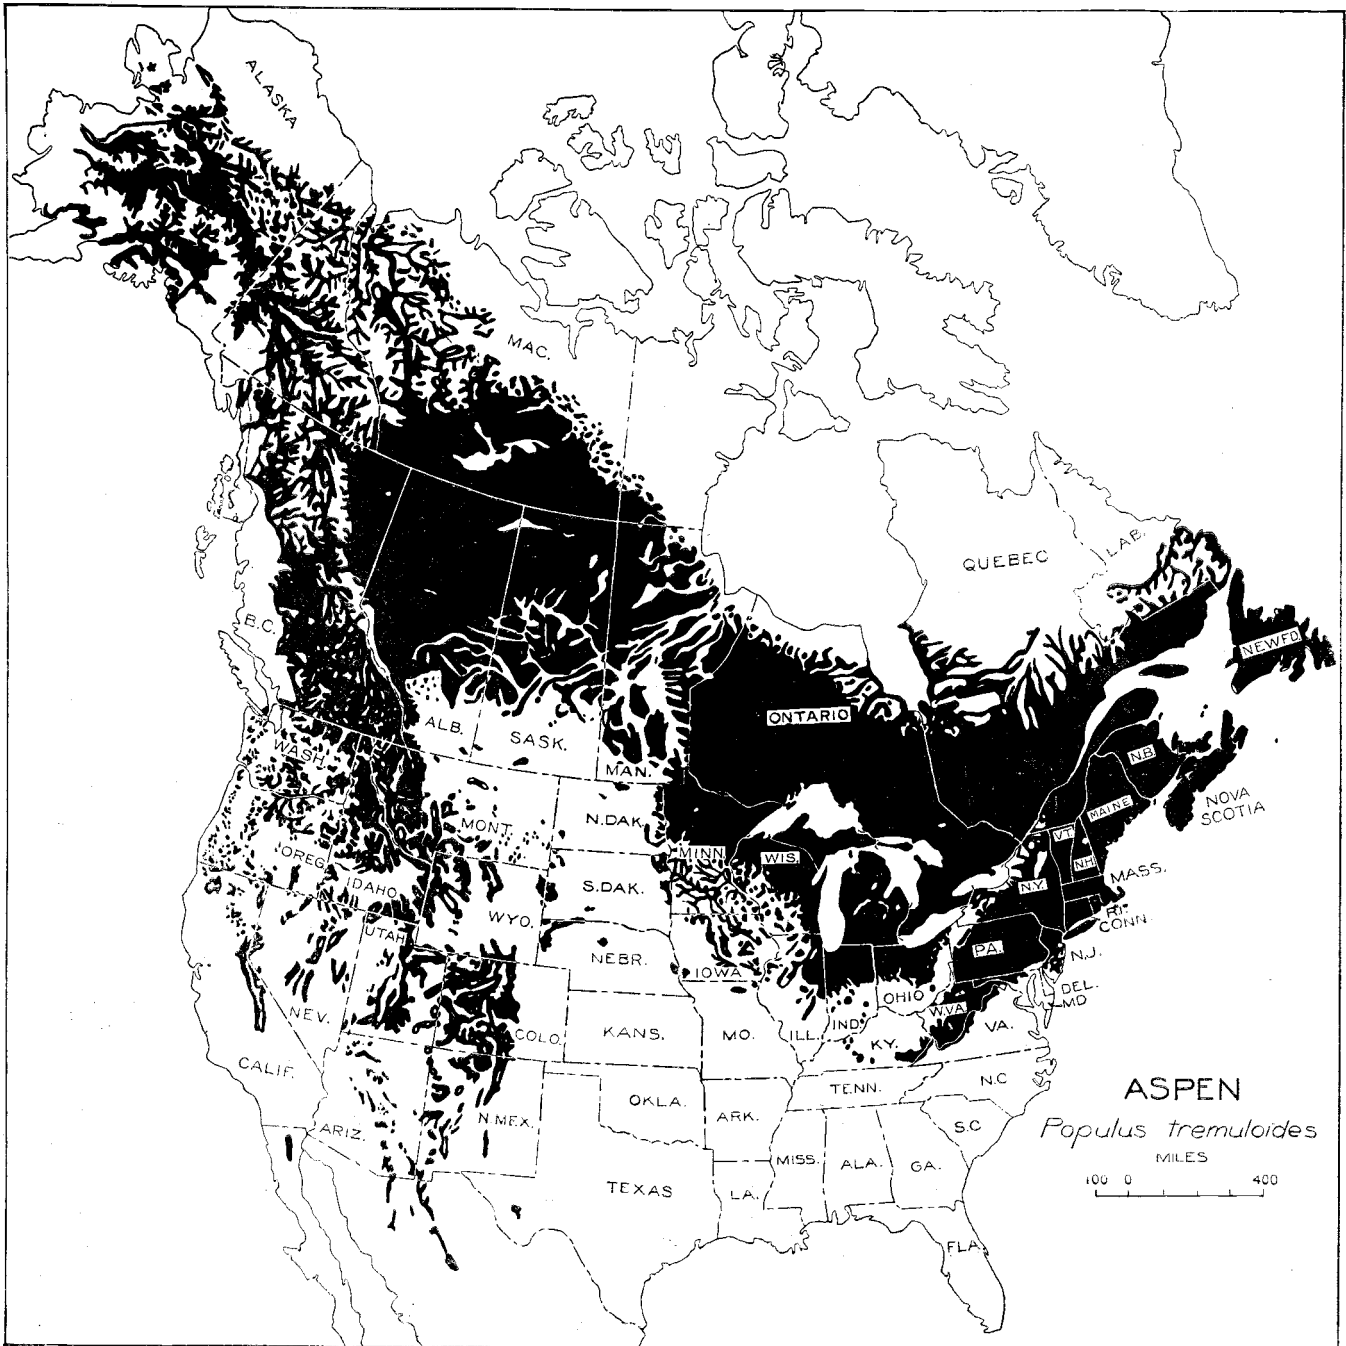 ALASKA
MAC.
QUEBEC
LAB.
B.C.
NEWFD.
ALB.
SASK.
MAN.
ONTARIO
N.B.
NOVA
SCOTIA
WASH.
MONT.
N.DAK.
MINN.
WIS.
VT.
MAINE
N.H.
MASS.
OREG.
IDAHO
WYO.
S.DAK.
N.Y.
R.I.
CONN.
UTAH
NEBR.
IOWA
PA.
N.J.
NEV.
COLO.
KANS.
MO.
ILL.
IND.
OHIO
W.VA.
VA.
DEL.
MD
KY.
CALIF.
ARIZ.
N.MEX.
OKLA.
ARK.
TENN.
N.C
S.C
TEXAS
LA.
MISS.
ALA.
GA.
FLA.
ASPEN
Populus tremuloides
MILES
100 0 400